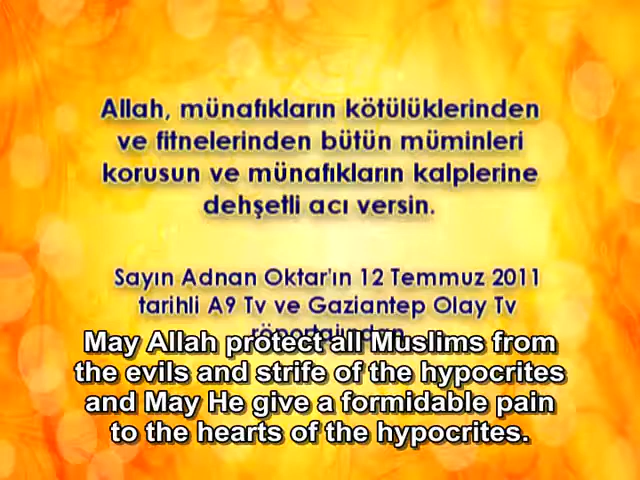 Allah, münafıkların kötülüklerinden
ve fitnelerinden bütün müminleri
korusun ve münafıkların kalplerine
dehşetli acı versin.
Sayın Adnan Oktar'ın 12 Temmuz 2011
tarihli A9 Tv ve Gaziantep Olay Tv
May Allah protect all Muslims from
the evils and strife of the hypocrites
and May He give a formidable pain
to the hearts of the hypocrites.